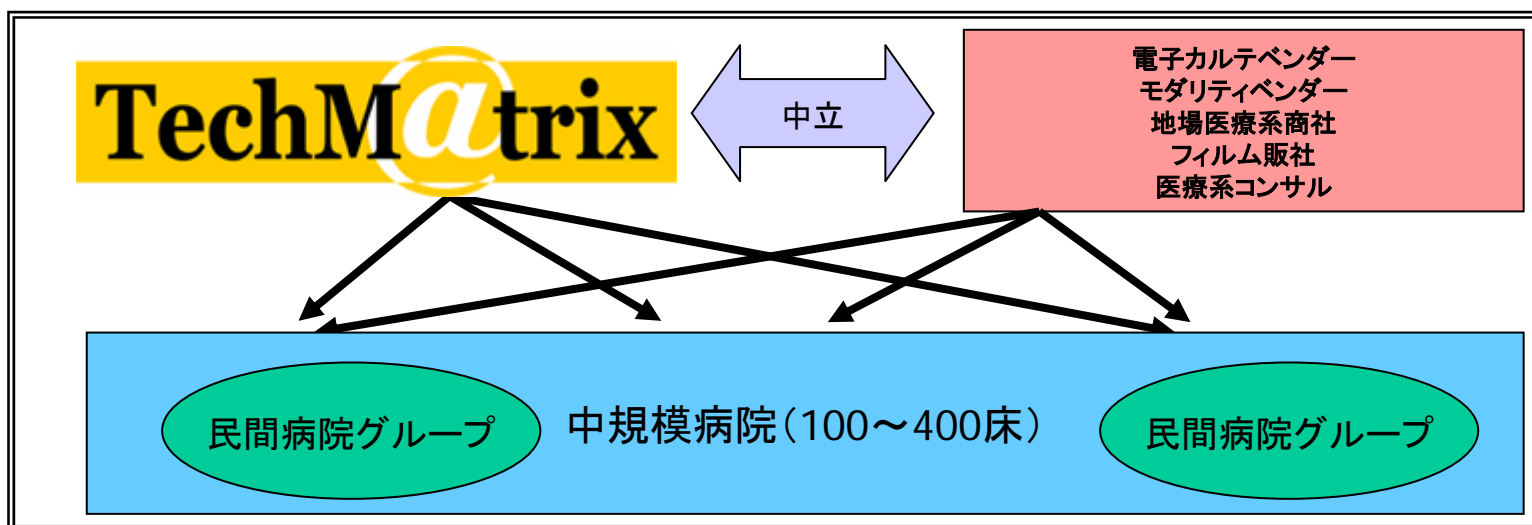 TechM@trix
中立
電子カルテベンダー
モダリティベンダー
地場医療系商社
フィルム販社
医療系コンサル
民間病院グループ
中規模病院（100～400床）
民間病院グループ